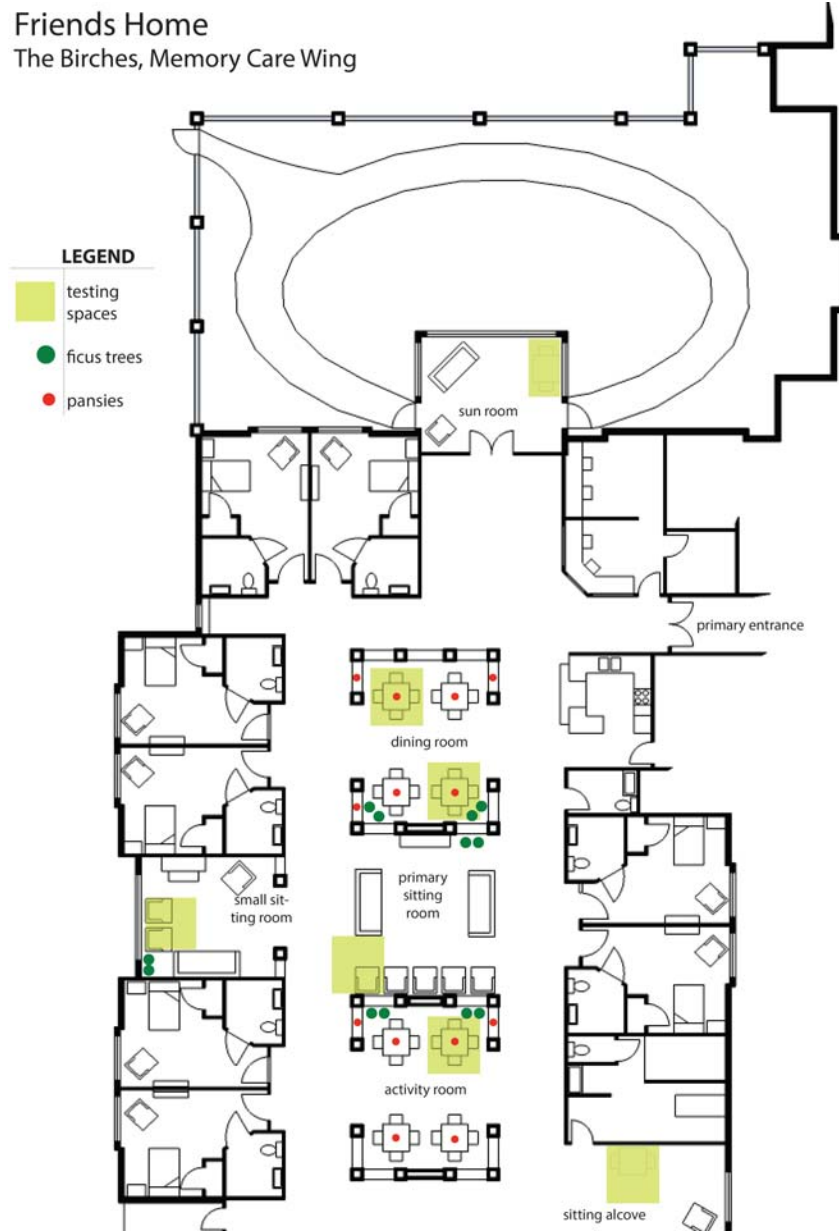 Friends Home
The Birches, Memory Care Wing
LEGEND
testing
spaces
ficus trees
pansies
sun room
primary entrance
dining room
primary
sitting
room
small sit-
ting room
activity room
sitting alcove